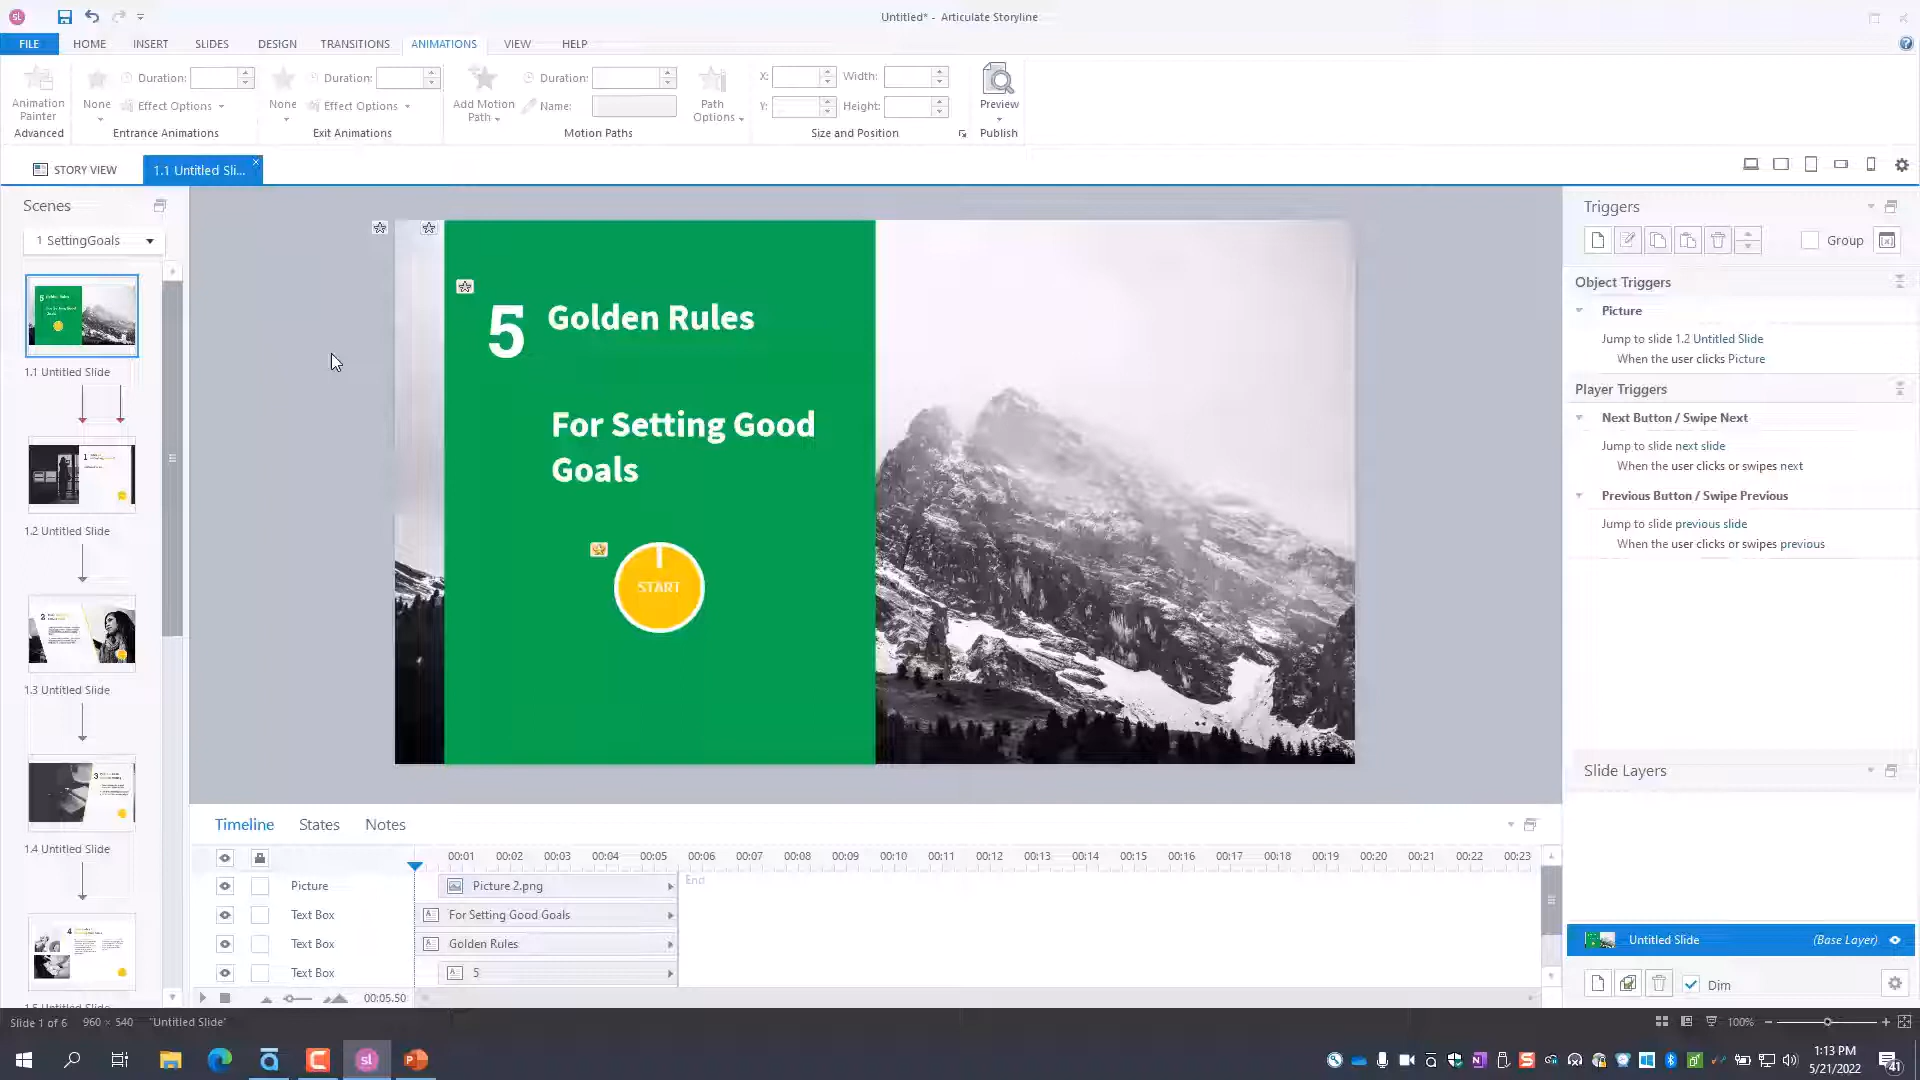 Untitled* - Articulate Storyline
FILE HOME INSERT SLIDES DESIGN TRANSITIONS ANIMATIONS VIEW HELP
Animation Painter
Advanced
None
Duration:
Effect Options
Entrance Animations
None
Duration:
Effect Options
Exit Animations
Add Motion Path
Duration:
Name:
Path Options
Motion Paths
X: Width:
Y: Height:
Size and Position
Preview
Publish
STORY VIEW
1.1 Untitled Sli...
Scenes
1 SettingGoals
1.1 Untitled Slide
1.2 Untitled Slide
1.3 Untitled Slide
1.4 Untitled Slide
5 Golden Rules
For Setting Good
Goals
START
Triggers
Group
Object Triggers
Picture
Jump to slide 1.2 Untitled Slide
When the user clicks Picture
Player Triggers
Next Button / Swipe Next
Jump to slide next slide
When the user clicks or swipes next
Previous Button / Swipe Previous
Jump to slide previous slide
When the user clicks or swipes previous
Slide Layers
Untitled Slide (Base Layer)
Dim
Timeline States Notes
00:01 00:02 00:03 00:04 00:05 00:06 00:07 00:08 00:09 00:10 00:11 00:12 00:13 00:14 00:15 00:16 00:17 00:18 00:19 00:20 00:21 00:22 00:23
Picture Picture 2.png End
Text Box For Setting Good Goals
Text Box Golden Rules
Text Box 5
00:05.50
Slide 1 of 6 960 × 540 "Untitled Slide" 100%
1:13 PM
5/21/2022
41